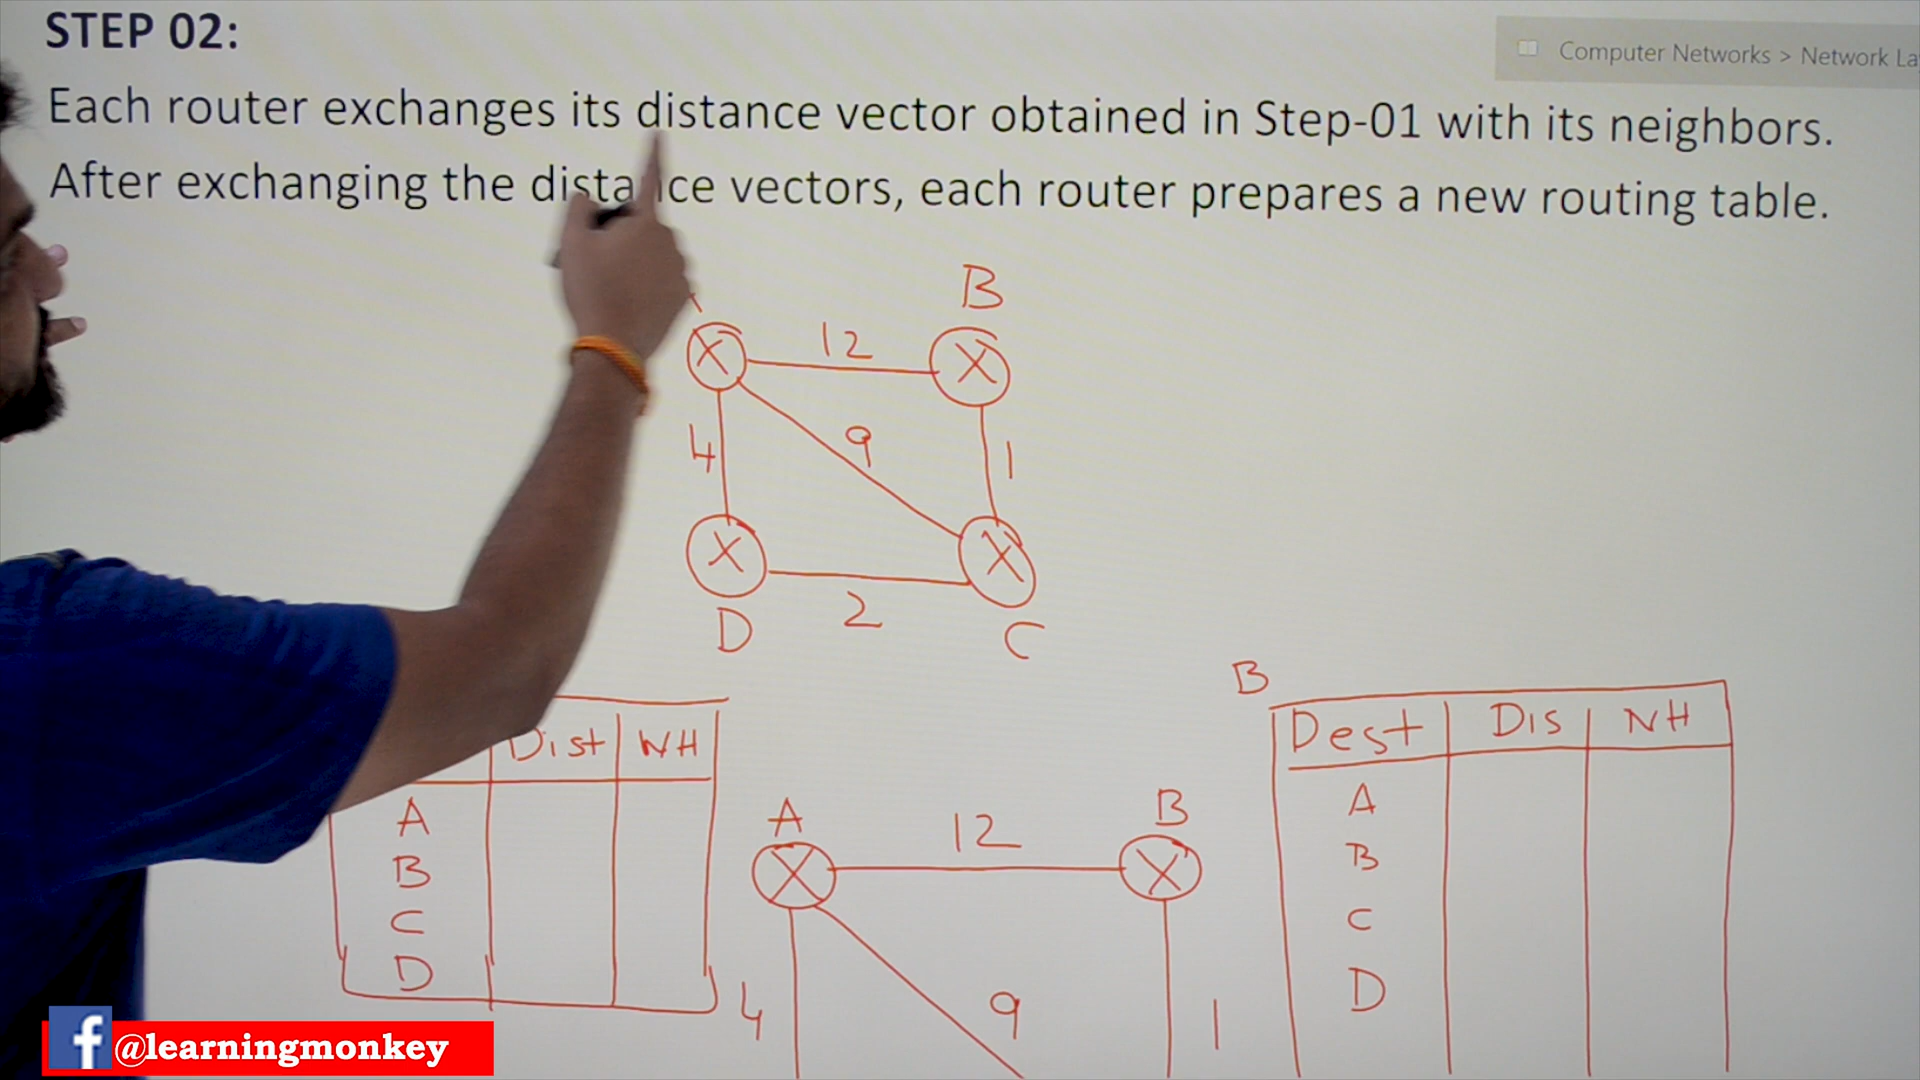 STEP 02:
Computer Networks > Network La
Each router exchanges its distance vector obtained in Step-01 with its neighbors.
After exchanging the vectors, each router prepares a new routing table.
B
12
4
9
1
D
2
C
B
Dist NH
Dest Dis NH
A
B
C
D
A
12
B
4
9
1
A
B
C
D
@learningmonkey